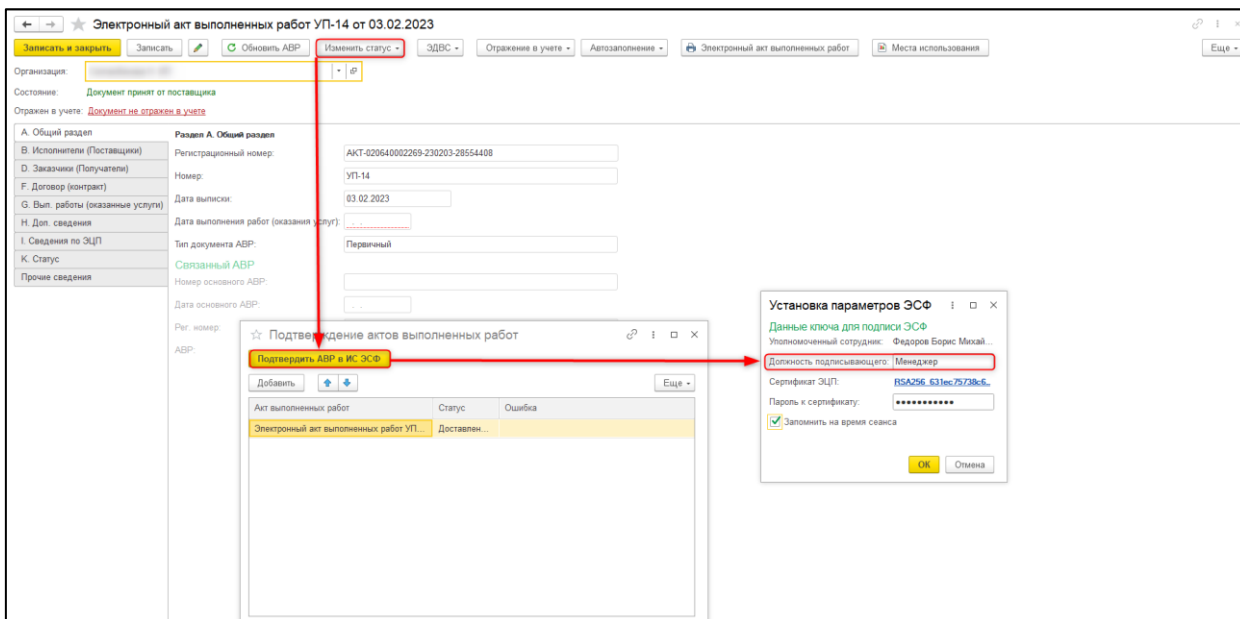 Электронный акт выполненных работ УП-14 от 03.02.2023
Записать и закрыть Записать Обновить АВР Изменить статус ЭДВС Отражение в учете Автозаполнение Электронный акт выполненных работ Места использования Еще
Организация:
Состояние: Документ принят от поставщика
Отражен в учете: Документ не отражен в учете
А. Общий раздел
B. Исполнители (Поставщики)
D. Заказчики (Получатели)
F. Договор (контракт)
G. Вып. работы (оказанные услуги)
H. Доп. сведения
I. Сведения по ЭЦП
K. Статус
Прочие сведения
Раздел А. Общий раздел
Регистрационный номер: АКТ-020640002269-230203-28554408
Номер: УП-14
Дата выписки: 03.02.2023
Дата выполнения работ (оказания услуг): . .
Тип документа АВР: Первичный
Связанный АВР
Номер основного АВР:
Дата основного АВР: . .
Рег. номер:
АВР:
Подтверждение актов выполненных работ
Подтвердить АВР в ИС ЭСФ
Добавить Еще
Акт выполненных работ Статус Ошибка
Электронный акт выполненных работ УП... Доставлен...
Установка параметров ЭСФ
Данные ключа для подписи ЭСФ
Уполномоченный сотрудник: Федоров Борис Михай...
Должность подписывающего: Менеджер
Сертификат ЭЦП: RSA256_631ec75738c6...
Пароль к сертификату: ●●●●●●●●●●●
Запомнить на время сеанса
ОК Отмена